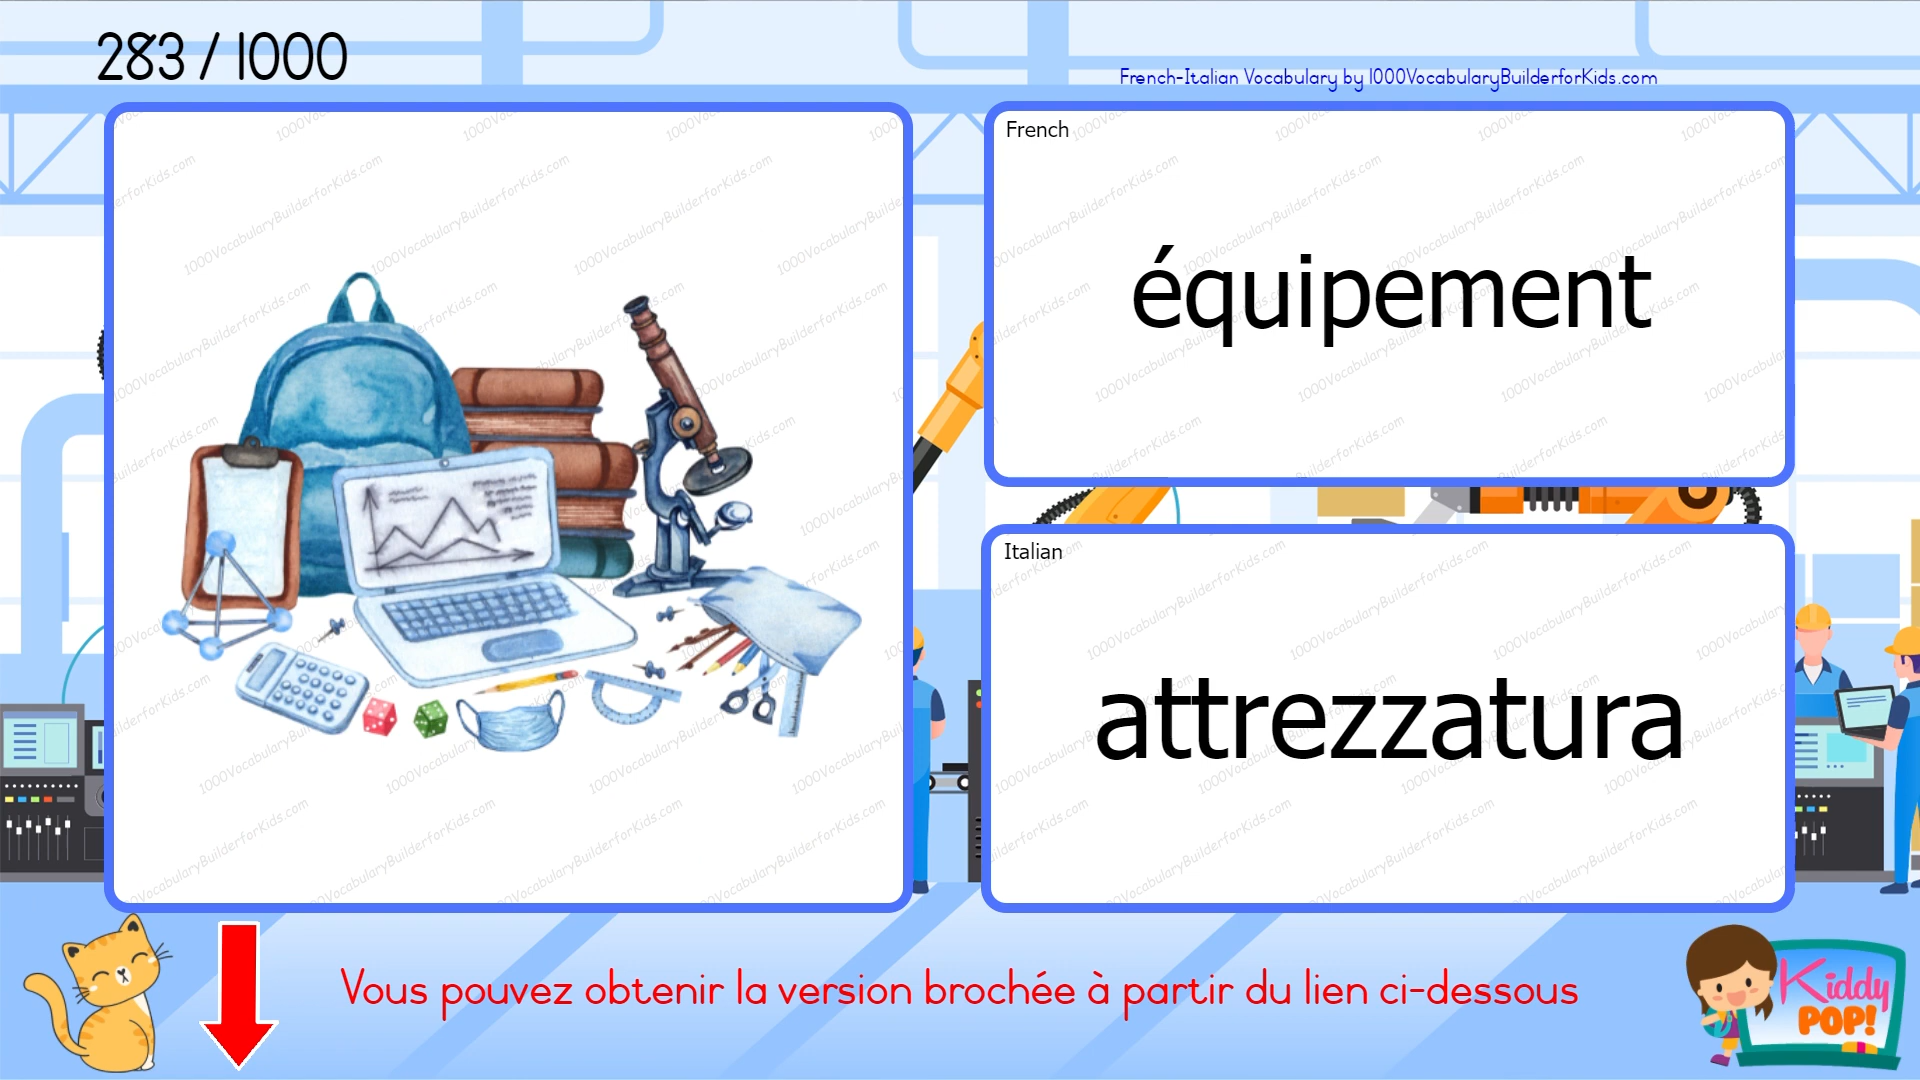 283 / 1000
French-Italian Vocabulary by 1000VocabularyBuilderforKids.com
French
équipement
Italian
attrezzatura
Vous pouvez obtenir la version brochée à partir du lien ci-dessous
Kiddy
POP!